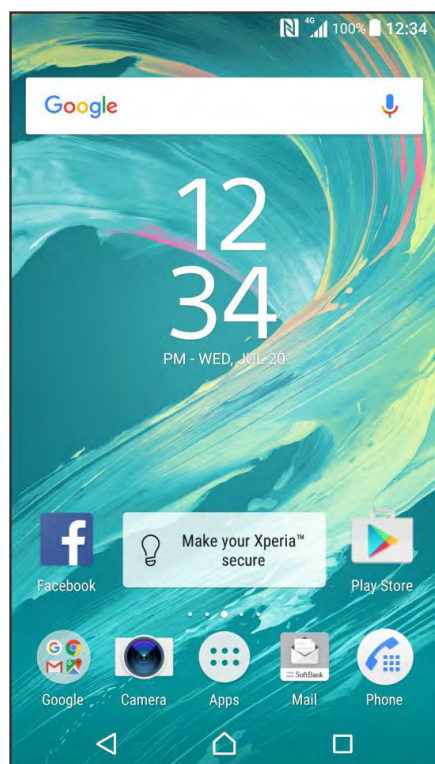 4G 100% 12:34
Google
12
34
PM - WED, JUL 20
Make your Xperia™
secure
Facebook
Play Store
SoftBank
Google
Camera
Apps
Mail
Phone